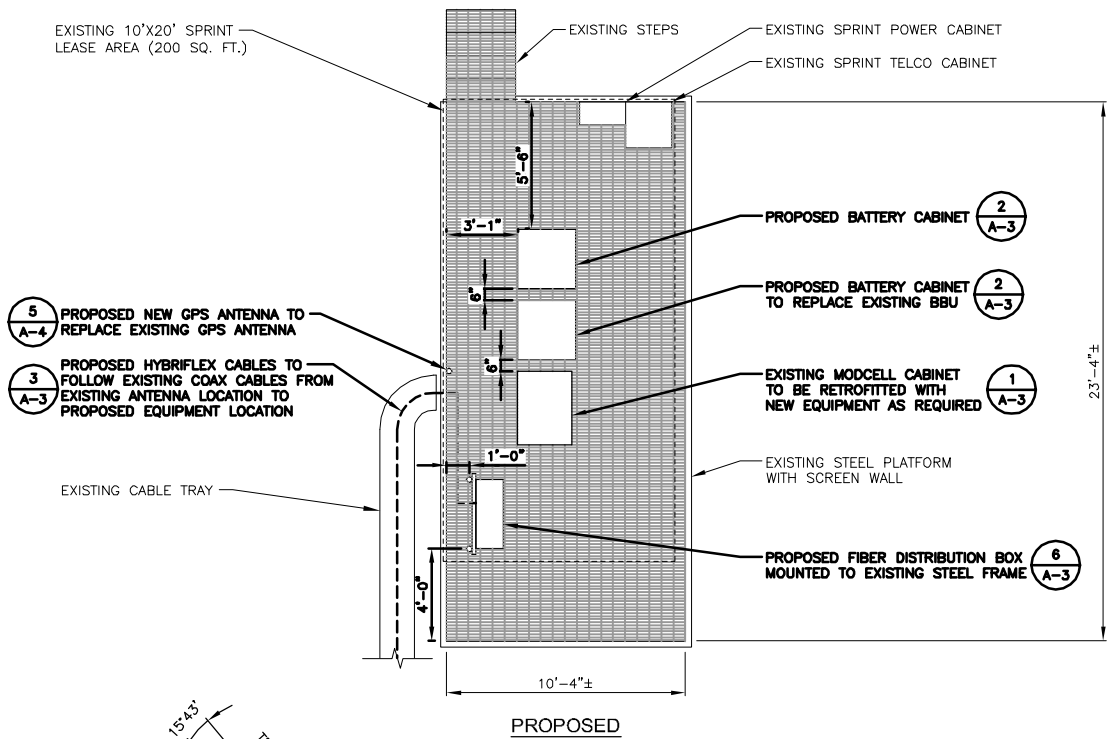 EXISTING 10'X20' SPRINT
LEASE AREA (200 SQ. FT.)
EXISTING STEPS
EXISTING SPRINT POWER CABINET
EXISTING SPRINT TELCO CABINET
5'-6"
3'-1"
PROPOSED BATTERY CABINET
2
A-3
6"
PROPOSED BATTERY CABINET
TO REPLACE EXISTING BBU
2
A-3
5
A-4
PROPOSED NEW GPS ANTENNA TO
REPLACE EXISTING GPS ANTENNA
6"
3
A-3
PROPOSED HYBRIFLEX CABLES TO
FOLLOW EXISTING COAX CABLES FROM
EXISTING ANTENNA LOCATION TO
PROPOSED EQUIPMENT LOCATION
EXISTING MODCELL CABINET
TO BE RETROFITTED WITH
NEW EQUIPMENT AS REQUIRED
1
A-3
23'-4"±
1'-0"
EXISTING STEEL PLATFORM
WITH SCREEN WALL
EXISTING CABLE TRAY
PROPOSED FIBER DISTRIBUTION BOX
MOUNTED TO EXISTING STEEL FRAME
6
A-3
4'-0"
10'-4"±
15°43'
PROPOSED